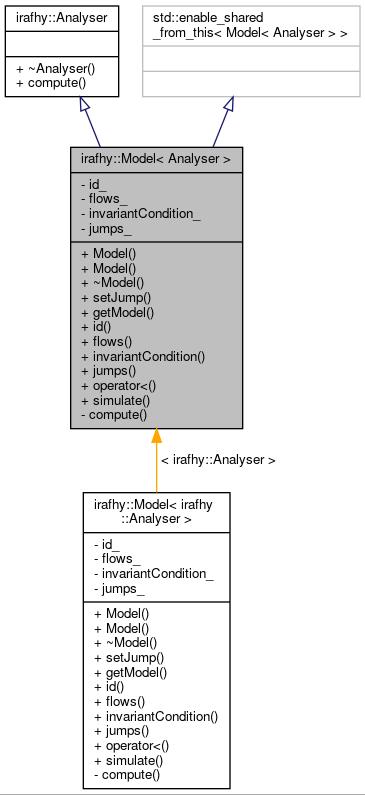 irafhy::Analyser
+ ~Analyser()
+ compute()
std::enable_shared
_from_this< Model< Analyser > >
irafhy::Model< Analyser >
- id_
- flows_
- invariantCondition_
- jumps_
+ Model()
+ Model()
+ ~Model()
+ setJump()
+ getModel()
+ id()
+ flows()
+ invariantCondition()
+ jumps()
+ operator<()
+ simulate()
- compute()
< irafhy::Analyser >
irafhy::Model< irafhy
::Analyser >
- id_
- flows_
- invariantCondition_
- jumps_
+ Model()
+ Model()
+ ~Model()
+ setJump()
+ getModel()
+ id()
+ flows()
+ invariantCondition()
+ jumps()
+ operator<()
+ simulate()
- compute()